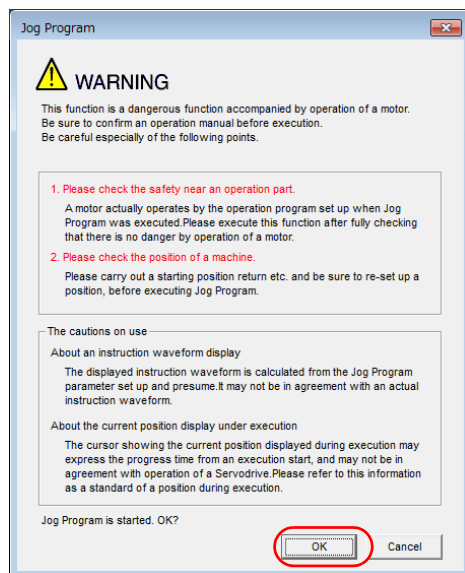 Jog Program
WARNING
This function is a dangerous function accompanied by operation of a motor.
Be sure to confirm an operation manual before execution.
Be careful especially of the following points.
1. Please check the safety near an operation part.
A motor actually operates by the operation program set up when Jog
Program was executed.Please execute this function after fully checking
that there is no danger by operation of a motor.
2. Please check the position of a machine.
Please carry out a starting position return etc. and be sure to re-set up a
position, before executing Jog Program.
The cautions on use
About an instruction waveform display
The displayed instruction waveform is calculated from the Jog Program
parameter set up and presume.It may not be in agreement with an actual
instruction waveform.
About the current position display under execution
The cursor showing the current position displayed during execution may
express the progress time from an execution start, and may not be in
agreement with operation of a Servodrive.Please refer to this information
as a standard of a position during execution.
Jog Program is started. OK?
OK Cancel